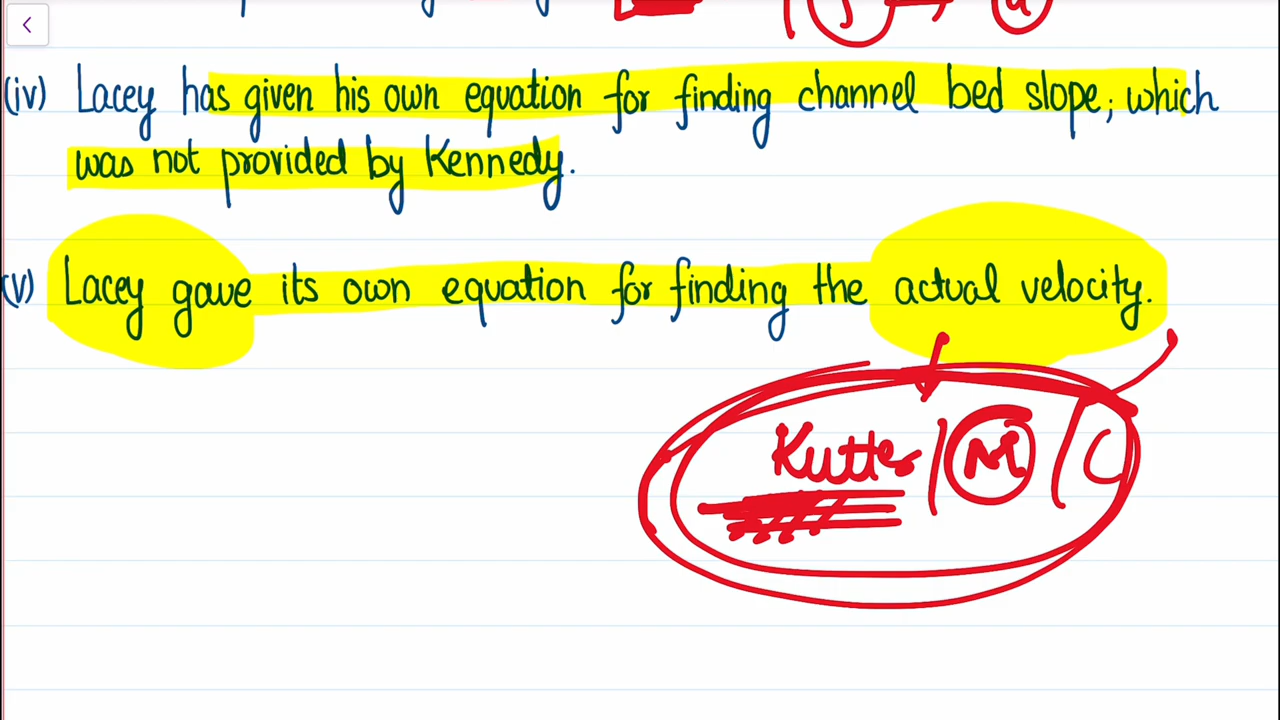 (iv) Lacey has given his own equation for finding channel bed slope; which
was not provided by Kennedy.
(v) Lacey gave its own equation for finding the actual velocity.
Kutter / M / C